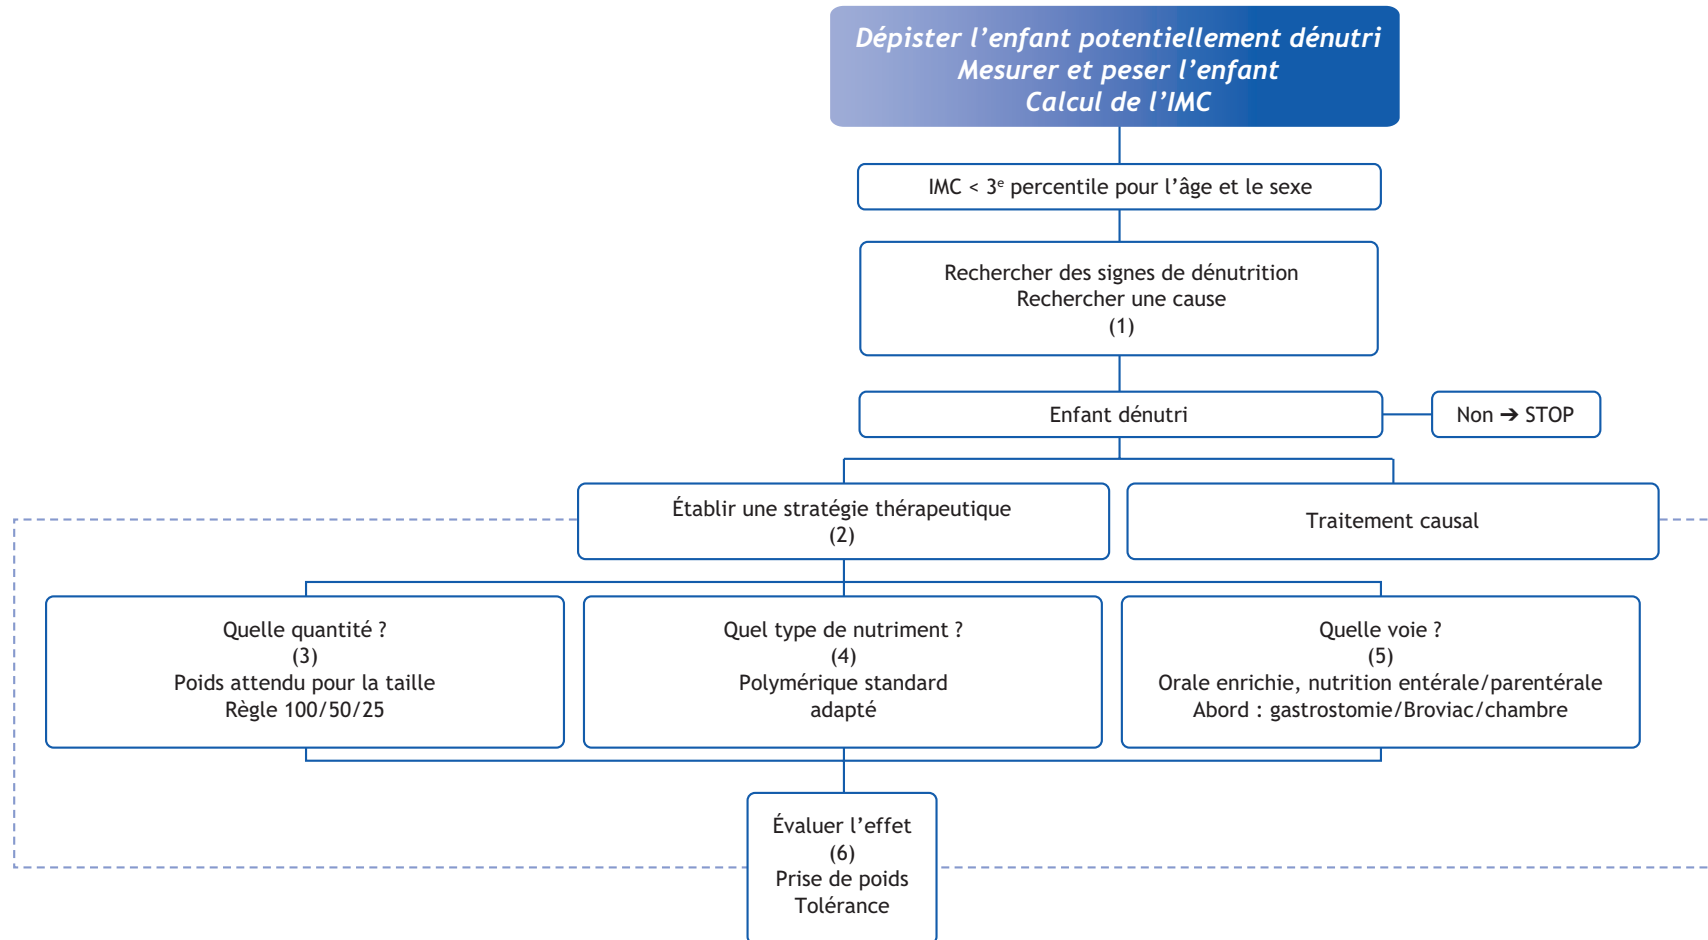 Dépister l’enfant potentiellement dénutri
Mesurer et peser l’enfant
Calcul de l’IMC
IMC < 3e percentile pour l’âge et le sexe
Rechercher des signes de dénutrition
Rechercher une cause
(1)
Enfant dénutri
Non ➔ STOP
Établir une stratégie thérapeutique
(2)
Traitement causal
Quelle quantité ?
(3)
Poids attendu pour la taille
Règle 100/50/25
Quel type de nutriment ?
(4)
Polymérique standard
adapté
Quelle voie ?
(5)
Orale enrichie, nutrition entérale/parentérale
Abord : gastrostomie/Broviac/chambre
Évaluer l’effet
(6)
Prise de poids
Tolérance